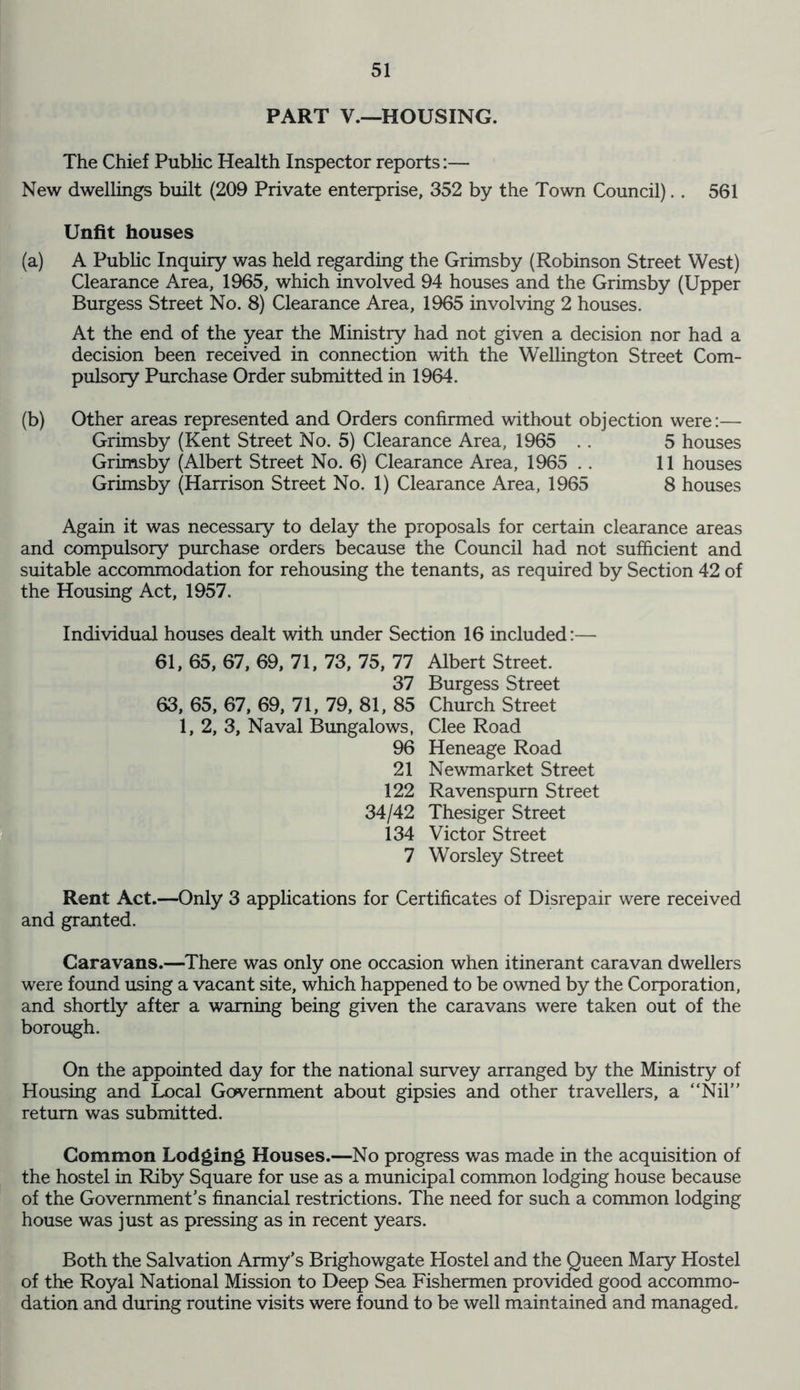 51
PART V.—HOUSING.
The Chief Public Health Inspector reports:—
New dwellings built (209 Private enterprise, 352 by the Town Council) . . 561
Unfit houses
(a) A Public Inquiry was held regarding the Grimsby (Robinson Street West)
Clearance Area, 1965, which involved 94 houses and the Grimsby (Upper
Burgess Street No. 8) Clearance Area, 1965 involving 2 houses.
At the end of the year the Ministry had not given a decision nor had a
decision been received in connection with the Wellington Street Com-
pulsory Purchase Order submitted in 1964.
(b) Other areas represented and Orders confirmed without objection were:—
Grimsby (Kent Street No. 5) Clearance Area, 1965 . . 5 houses
Grimsby (Albert Street No. 6) Clearance Area, 1965 . . 11 houses
Grimsby (Harrison Street No. 1) Clearance Area, 1965 8 houses
Again it was necessary to delay the proposals for certain clearance areas
and compulsory purchase orders because the Council had not sufficient and
suitable accommodation for rehousing the tenants, as required by Section 42 of
the Housing Act, 1957.
Individual houses dealt with under Section 16 included:—
61, 65, 67, 69, 71, 73, 75, 77 Albert Street.
37 Burgess Street
63, 65, 67, 69, 71, 79, 81, 85 Church Street
1, 2, 3, Naval Bungalows, Clee Road
96 Heneage Road
21 Newmarket Street
122 Ravenspurn Street
34/42 Thesiger Street
134 Victor Street
7 Worsley Street
Rent Act.—Only 3 applications for Certificates of Disrepair were received
and granted.
Caravans.—There was only one occasion when itinerant caravan dwellers
were found using a vacant site, which happened to be owned by the Corporation,
and shortly after a warning being given the caravans were taken out of the
borough.
On the appointed day for the national survey arranged by the Ministry of
Housing and Local Government about gipsies and other travellers, a "Nil"
return was submitted.
Common Lodging Houses.—No progress was made in the acquisition of
the hostel in Riby Square for use as a municipal common lodging house because
of the Government's financial restrictions. The need for such a common lodging
house was just as pressing as in recent years.
Both the Salvation Army's Brighowgate Hostel and the Queen Mary Hostel
of the Royal National Mission to Deep Sea Fishermen provided good accommo-
dation and during routine visits were found to be well maintained and managed.